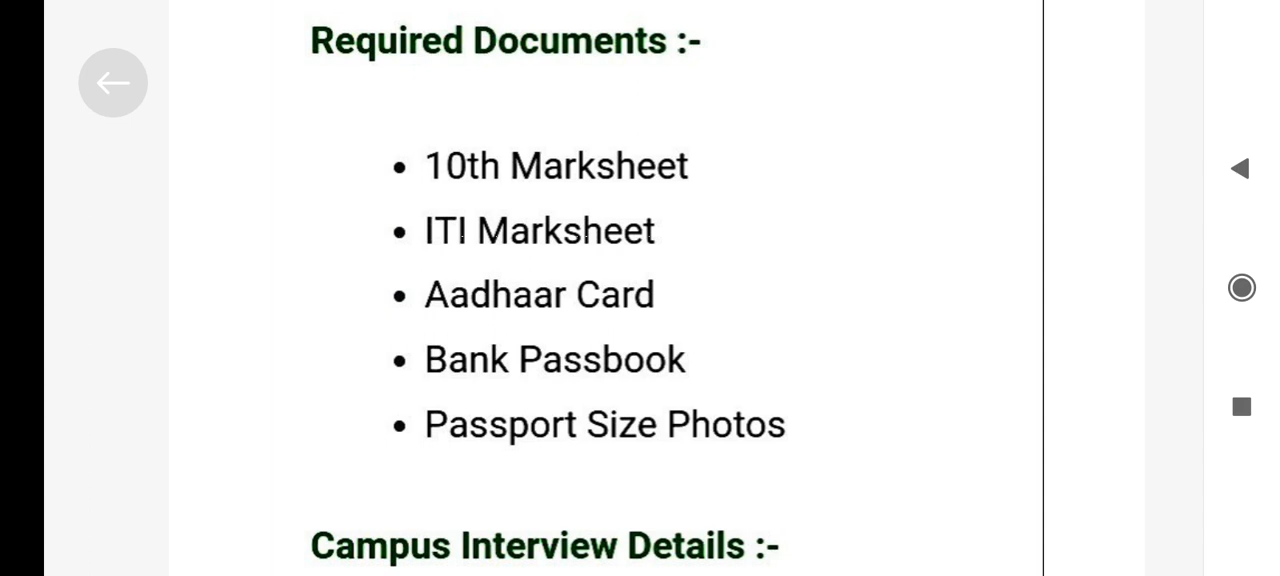 Required Documents :-
10th Marksheet
ITI Marksheet
Aadhaar Card
Bank Passbook
Passport Size Photos
Campus Interview Details :-